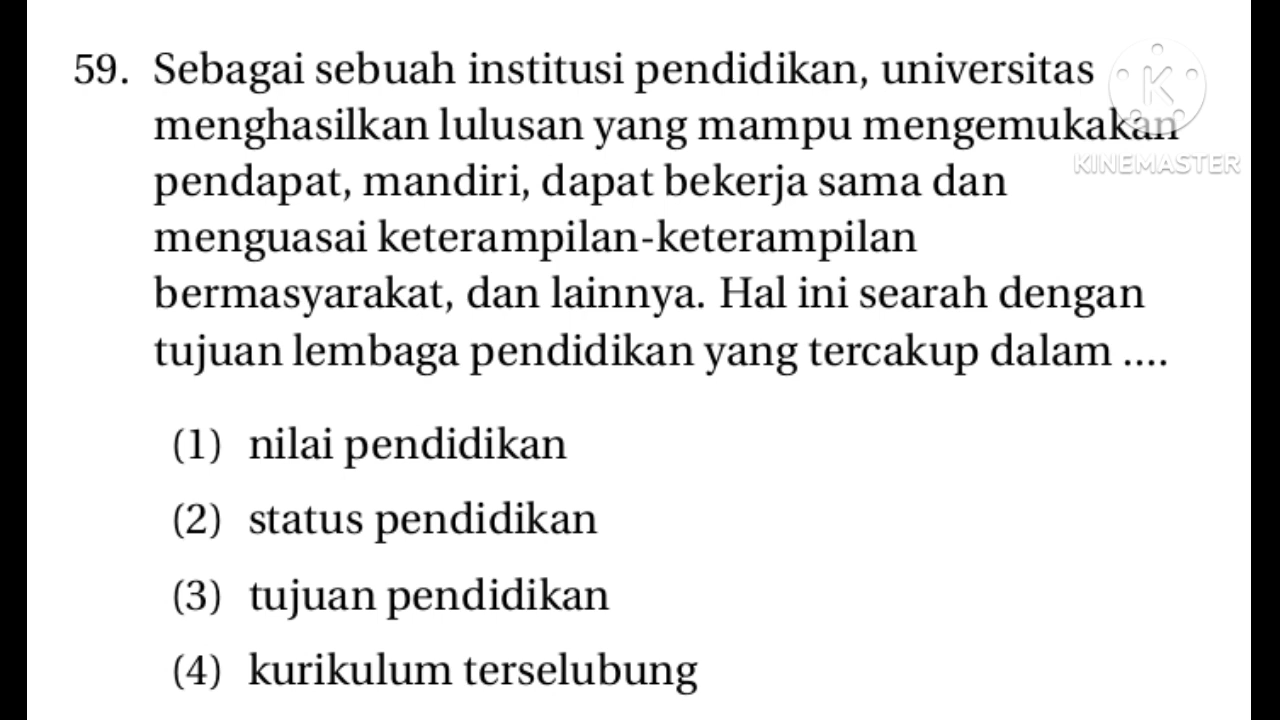 59. Sebagai sebuah institusi pendidikan, universitas
menghasilkan lulusan yang mampu mengemukakan
pendapat, mandiri, dapat bekerja sama dan
menguasai keterampilan-keterampilan
bermasyarakat, dan lainnya. Hal ini searah dengan
tujuan lembaga pendidikan yang tercakup dalam ....
(1) nilai pendidikan
(2) status pendidikan
(3) tujuan pendidikan
(4) kurikulum terselubung
K
KINEMASTER